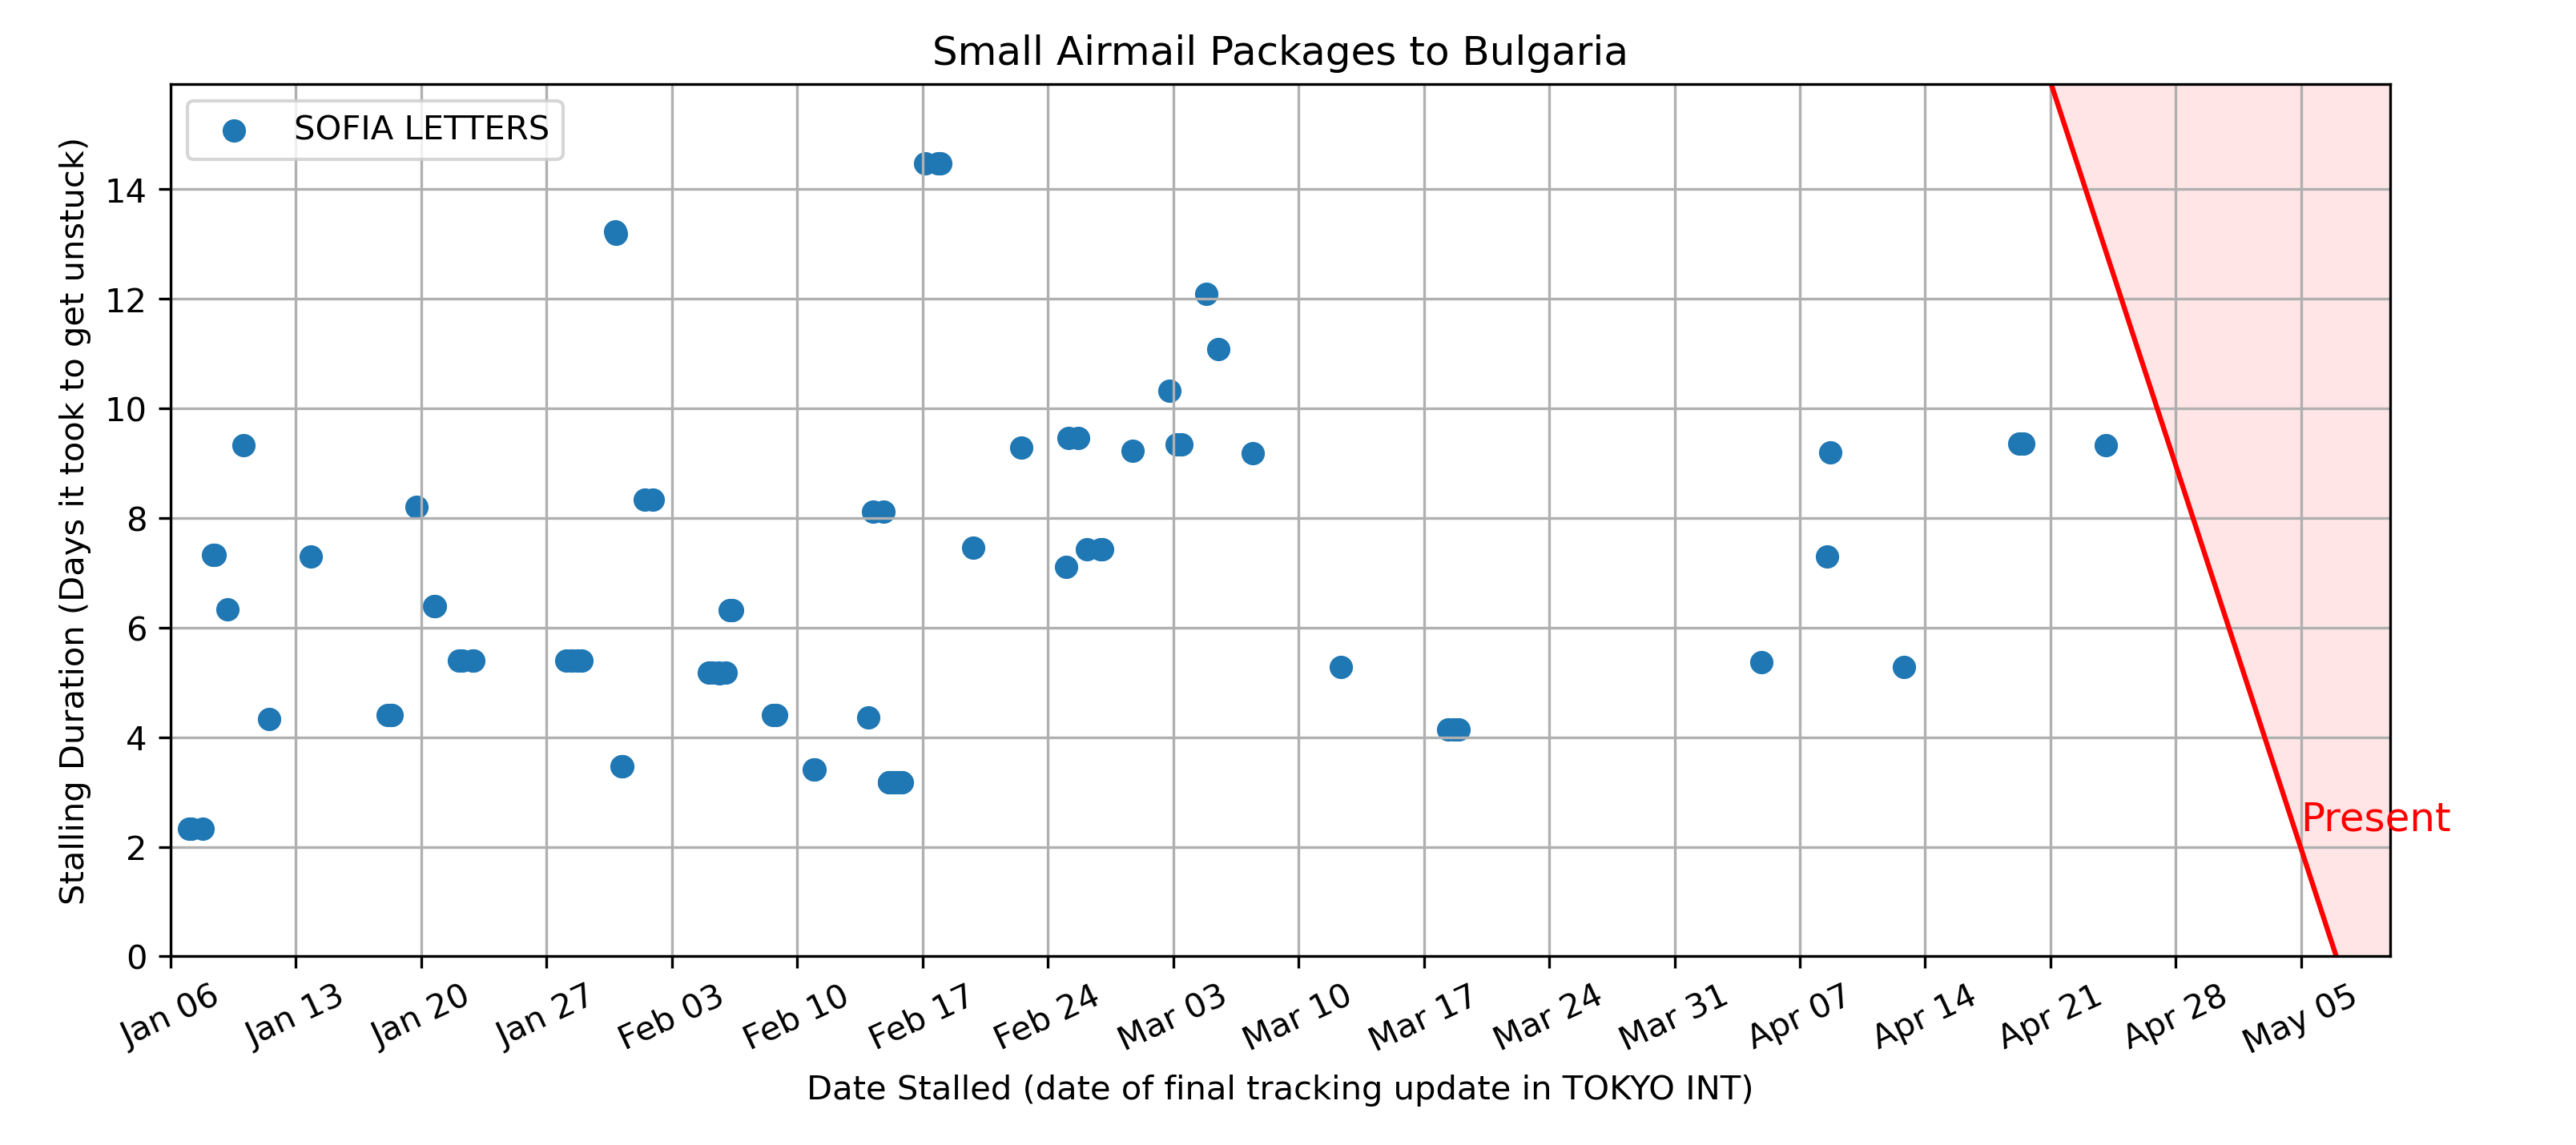 Small Airmail Packages to Bulgaria
SOFIA LETTERS
Stalling Duration (Days it took to get unstuck)
14
12
10
8
6
4
2
0
Present
Jan 06
Jan 13
Jan 20
Jan 27
Feb 03
Feb 10
Feb 17
Feb 24
Mar 03
Mar 10
Mar 17
Mar 24
Mar 31
Apr 07
Apr 14
Apr 21
Apr 28
May 05
Date Stalled (date of final tracking update in TOKYO INT)